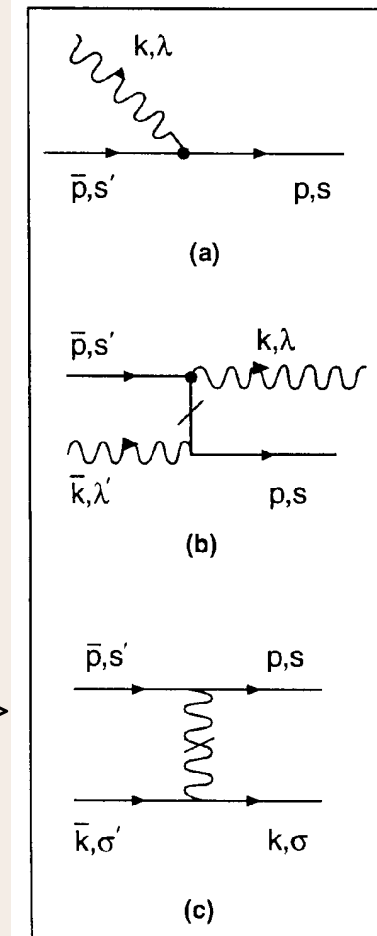 k,λ
p̄,s′ p,s
(a)
p̄,s′ k,λ
k̄,λ′ p,s
(b)
p̄,s′ p,s
k̄,σ′ k,σ
(c)